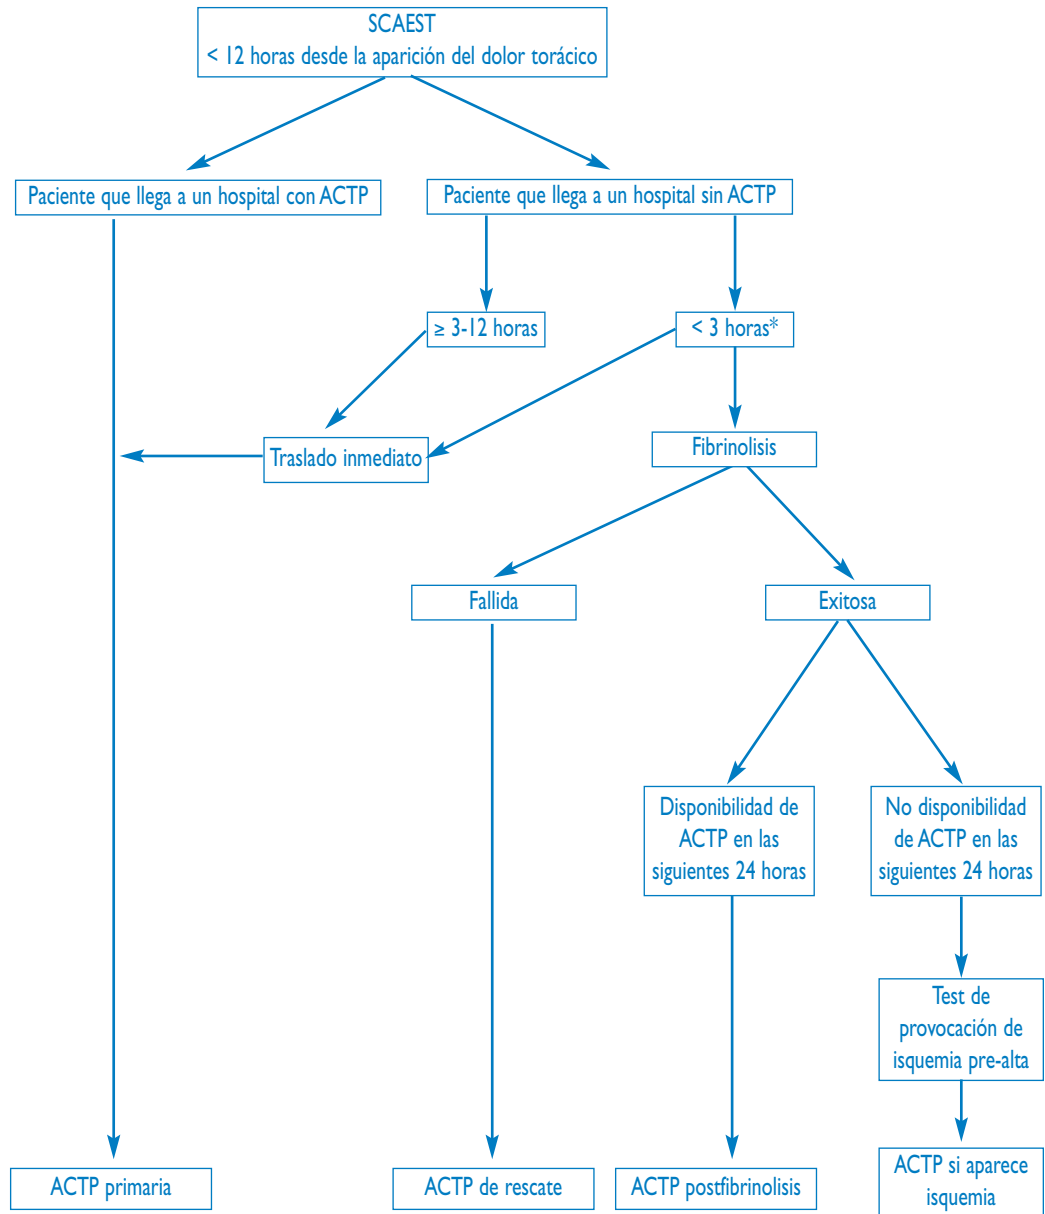 SCAEST
< 12 horas desde la aparición del dolor torácico
Paciente que llega a un hospital con ACTP
Paciente que llega a un hospital sin ACTP
≥ 3-12 horas
< 3 horas*
Traslado inmediato
Fibrinolisis
Fallida
Exitosa
Disponibilidad de
ACTP en las
siguientes 24 horas
No disponibilidad
de ACTP en las
siguientes 24 horas
Test de
provocación de
isquemia pre-alta
ACTP primaria
ACTP de rescate
ACTP postfibrinolisis
ACTP si aparece
isquemia